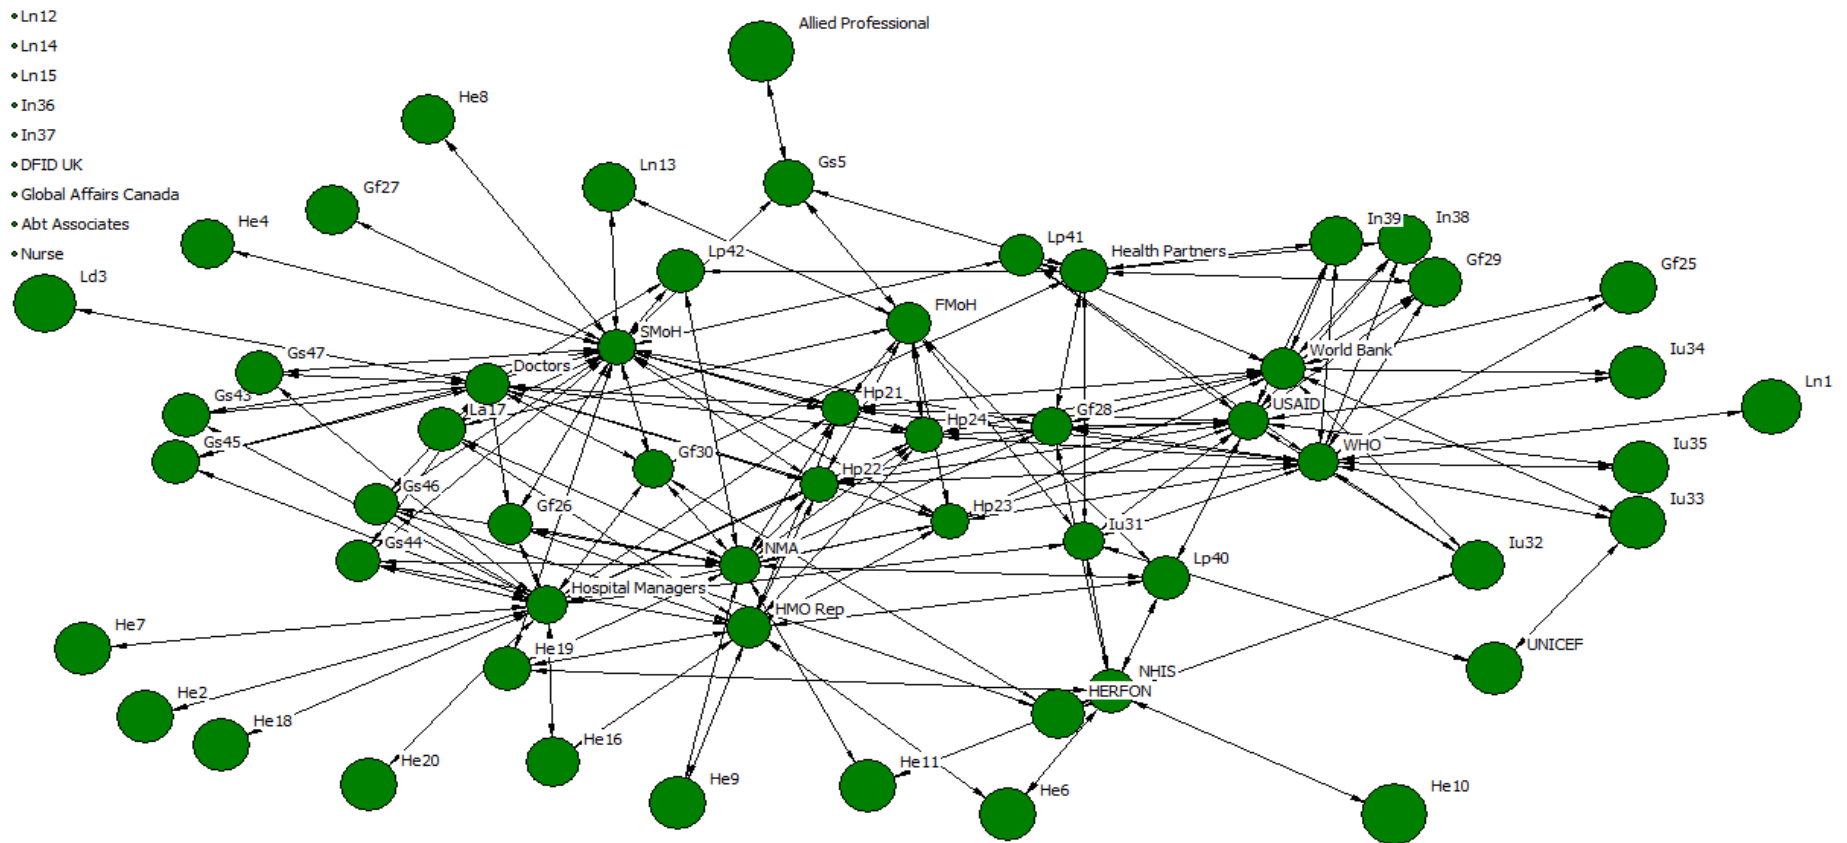 Ln12
Ln14
Ln15
In36
In37
DFID UK
Global Affairs Canada
Abt Associates
Nurse
Allied Professional
He8
Ln13
Gs5
Gf27
He4
Ld3
Lp42
Lp41
Health Partners
In39
In38
Gf29
Gf25
FMoH
SMoH
Doctors
Gs47
World Bank
Iu34
Ln1
Gs43
La17
Hp21
Hp24
Gf28
USAID
WHO
Gs45
Gf30
Hp22
Iu35
Gs46
Gf26
Hp23
Iu31
Iu33
Gs44
NMA
Lp40
Iu32
Hospital Managers
HMO Rep
He7
He19
NHIS
HERFON
UNICEF
He2
He18
He20
He16
He9
He11
He6
He10